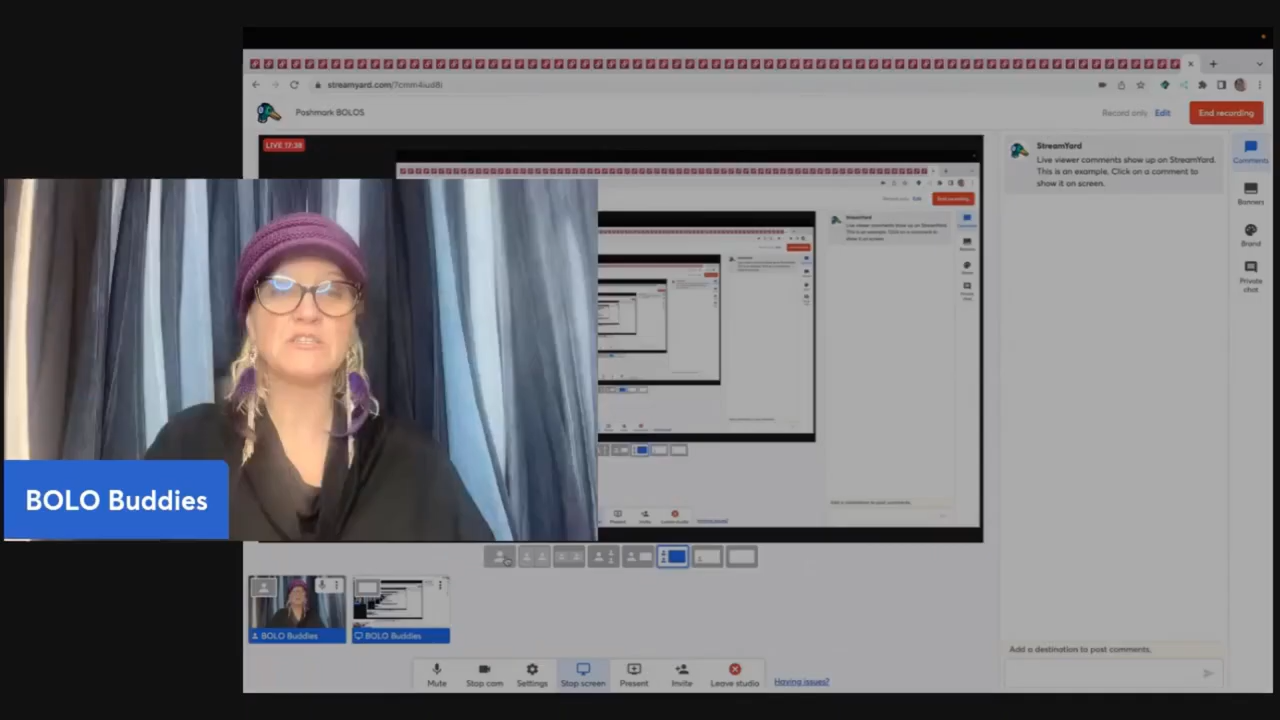 streamyard.com/7cmm4iud8i
Poshmark BOLOS
Record only
Edit
End recording
LIVE 17:38
StreamYard
Live viewer comments show up on StreamYard.
This is an example. Click on a comment to
show it on screen.
Comments
Banners
Brand
Private
chat
BOLO Buddies
BOLO Buddies
BOLO Buddies
Add a destination to post comments.
Mute
Stop cam
Settings
Stop screen
Present
Invite
Leave studio
Having issues?